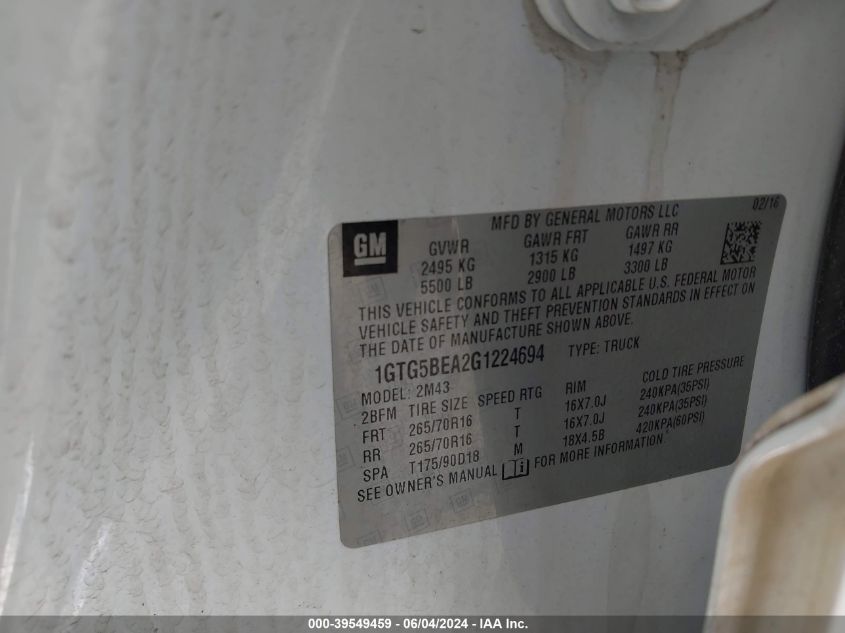 02/16
MFD BY GENERAL MOTORS LLC
GM
GVWR GAWR FRT GAWR RR
2495 KG 1315 KG 1497 KG
5500 LB 2900 LB 3300 LB
THIS VEHICLE CONFORMS TO ALL APPLICABLE U.S. FEDERAL MOTOR
VEHICLE SAFETY AND THEFT PREVENTION STANDARDS IN EFFECT ON
THE DATE OF MANUFACTURE SHOWN ABOVE.
1GTG5BEA2G1224694 TYPE: TRUCK
MODEL: 2M43
2BFM TIRE SIZE SPEED RTG RIM COLD TIRE PRESSURE
FRT 265/70R16 T 16X7.0J 240KPA(35PSI)
RR 265/70R16 T 16X7.0J 240KPA(35PSI)
SPA T175/90D18 M 18X4.5B 420KPA(60PSI)
SEE OWNER'S MANUAL FOR MORE INFORMATION.
000-39549459 - 06/04/2024 - IAA Inc.